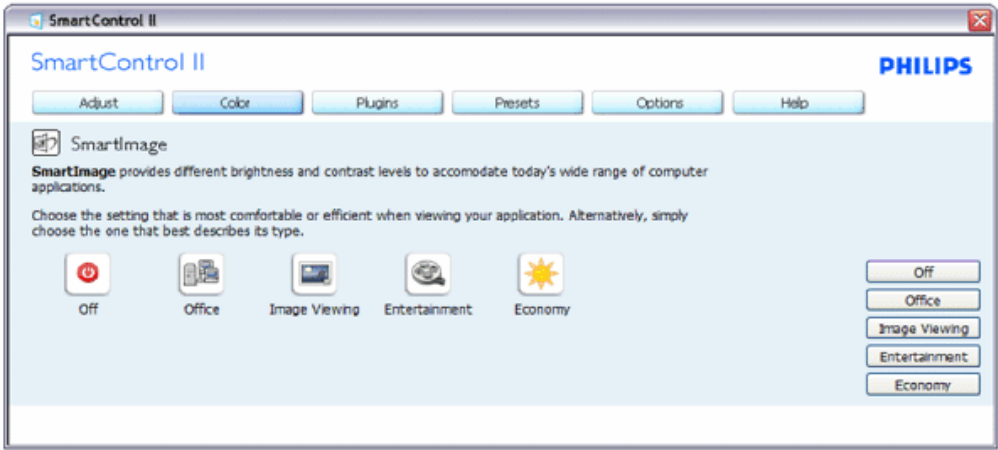 SmartControl II
SmartControl II
PHILIPS
Adjust Color Plugins Presets Options Help
SmartImage
SmartImage provides different brightness and contrast levels to accomodate today's wide range of computer
applcations.
Choose the setting that is most comfortable or efficient when viewing your application. Alternatively, simply
choose the one that best describes its type.
Off Office Image Viewing Entertainment Economy
Off
Office
Image Viewing
Entertainment
Economy